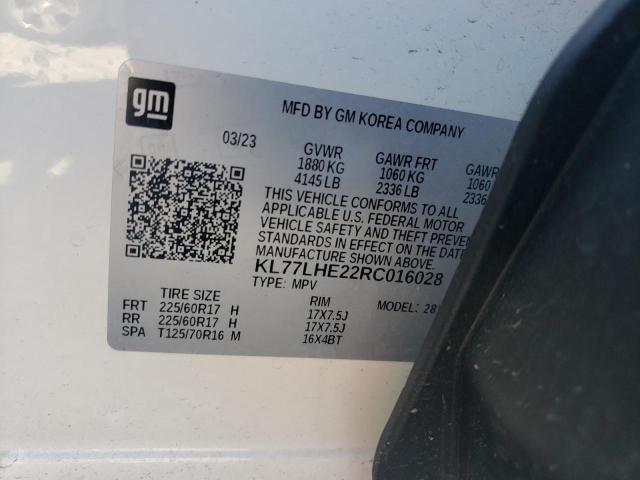 gm
MFD BY GM KOREA COMPANY
03/23
GVWR GAWR FRT GAWR
1880 KG 1060 KG 1060
4145 LB 2336 LB 2336
THIS VEHICLE CONFORMS TO ALL
APPLICABLE U.S. FEDERAL MOTOR
VEHICLE SAFETY AND THEFT
STANDARDS IN EFFECT ON THE DATE
MANUFACTURE SHOWN ABOVE.
KL77LHE22RC016028
TYPE: MPV MODEL:
TIRE SIZE RIM
FRT 225/60R17 H 17X7.5J
RR 225/60R17 H 17X7.5J
SPA T125/70R16 M 16X4BT